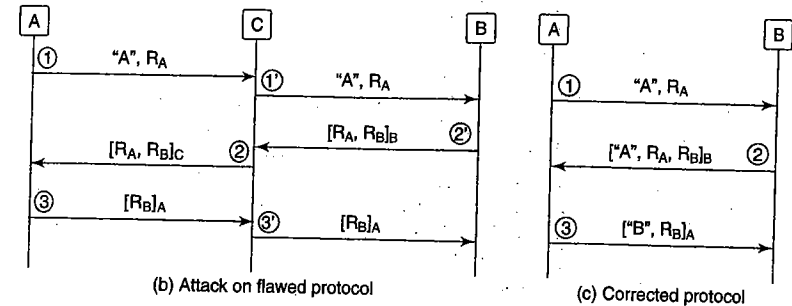 A
C
B
① "A", RA
①' "A", RA
[RA, RB]B ②'
[RA, RB]C ②
③ [RB]A
③' [RB]A
(b) Attack on flawed protocol
A
B
① "A", RA
["A", RA, RB]B ②
③ ["B", RB]A
(c) Corrected protocol